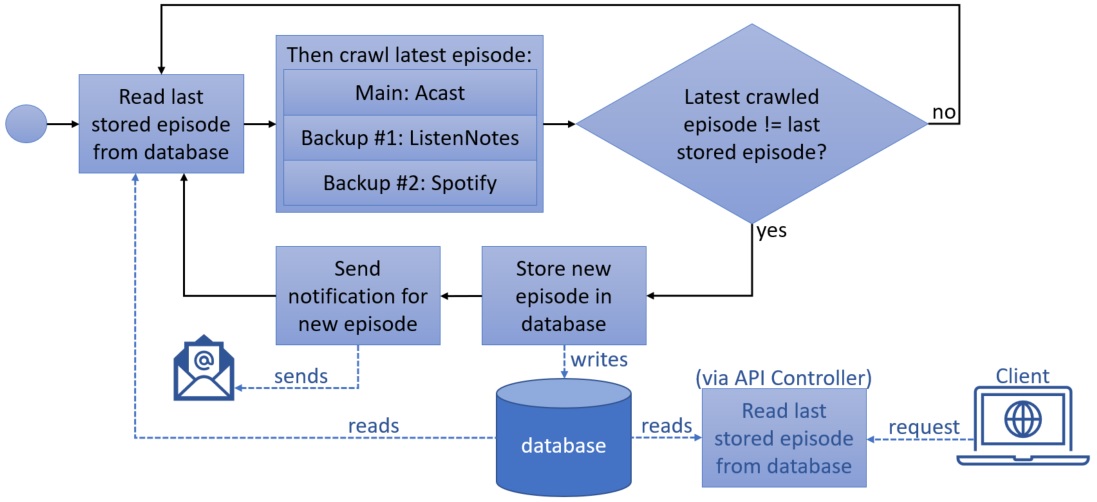 Read last
stored episode
from database
Then crawl latest episode:
Main: Acast
Backup #1: ListenNotes
Backup #2: Spotify
Latest crawled
episode != last
stored episode?
no
yes
Send
notification for
new episode
Store new
episode in
database
@
sends
writes
reads
database
reads
(via API Controller)
Read last
stored episode
from database
request
Client